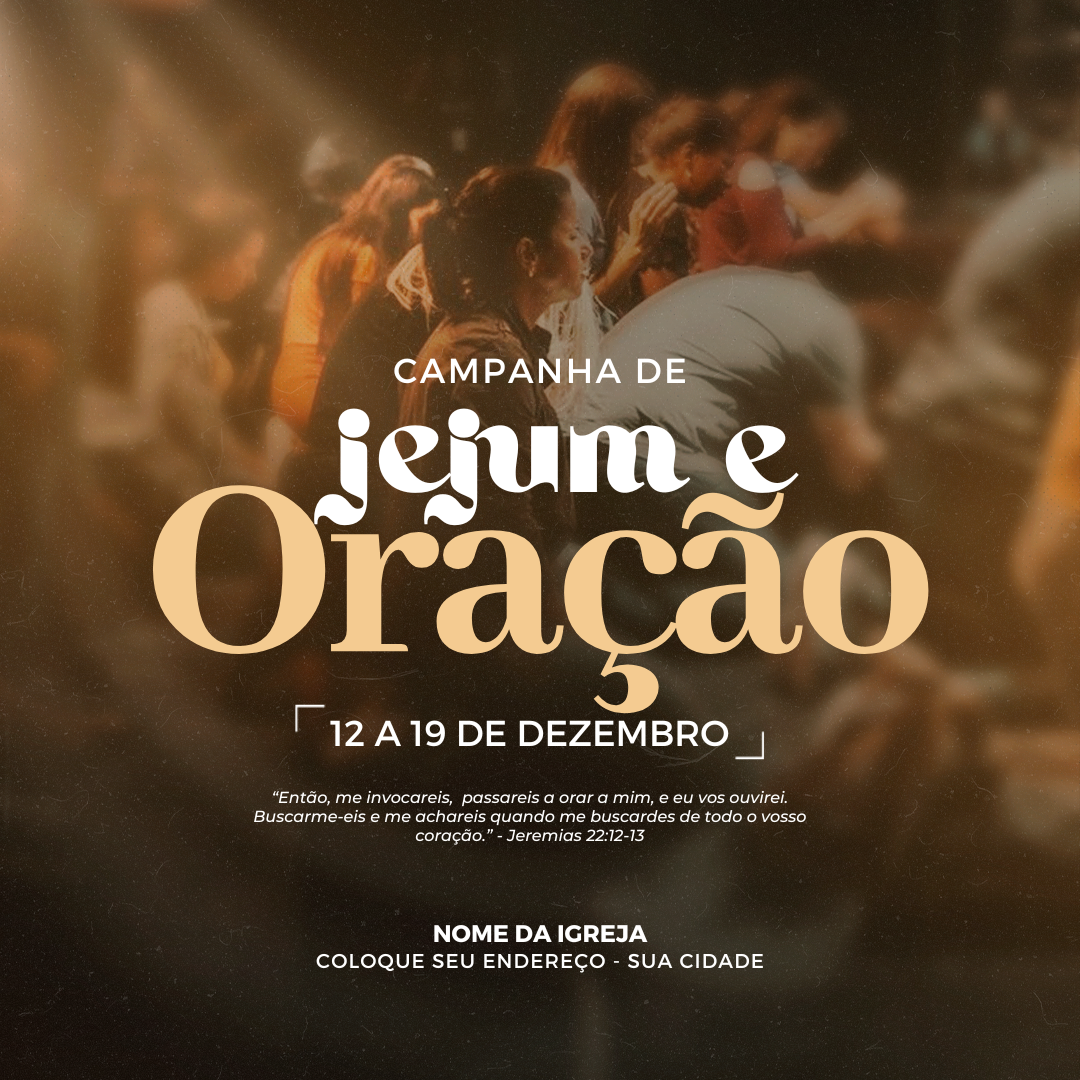 CAMPANHA DE
jejum e
Oração
12 A 19 DE DEZEMBRO
“Então, me invocareis,  passareis a orar a mim, e eu vos ouvirei.
Buscarme-eis e me achareis quando me buscardes de todo o vosso
coração.” - Jeremias 22:12-13
NOME DA IGREJA
COLOQUE SEU ENDEREÇO - SUA CIDADE